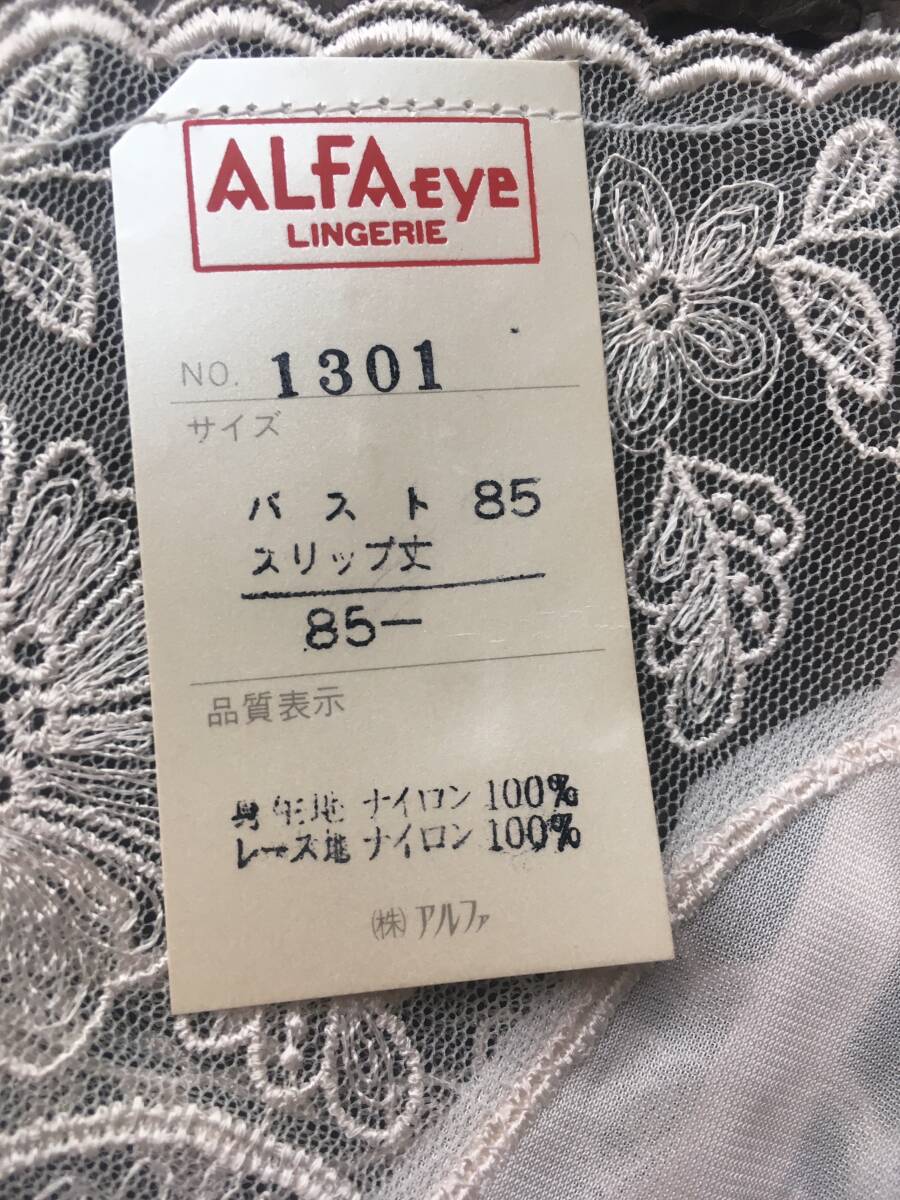 ALFA EYE
LINGERIE
NO. 1301
サイズ
バスト 85
スリップ丈
85－
品質表示
身生地 ナイロン 100%
レース地 ナイロン 100%
㈱アルファ